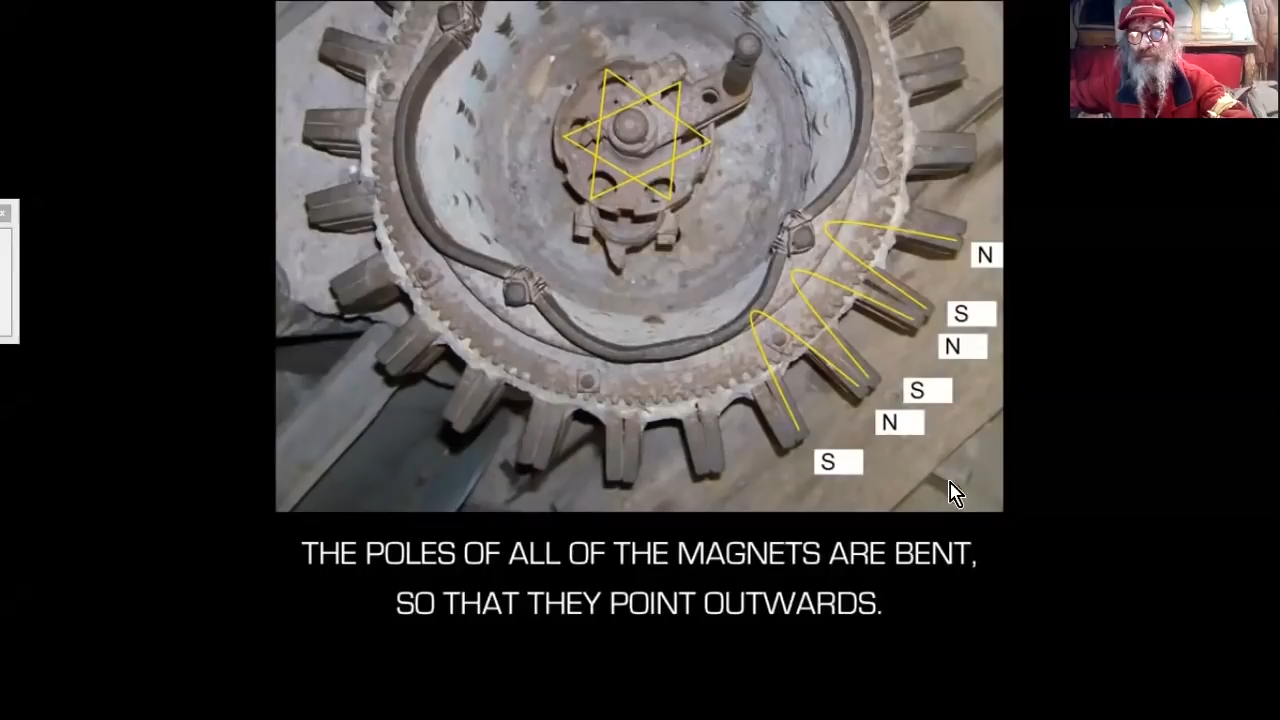 N
S
N
S
N
S
THE POLES OF ALL OF THE MAGNETS ARE BENT,
SO THAT THEY POINT OUTWARDS.